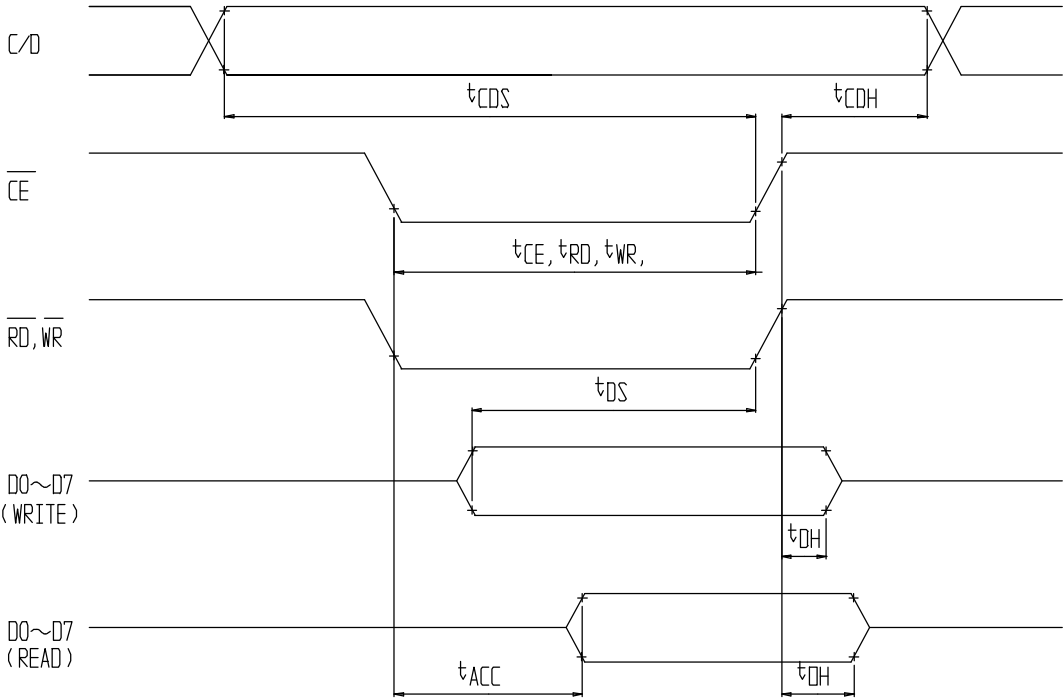 C/D
tCDS
tCDH
CE
tCE, tRD, tWR,
RD, WR
tDS
D0~D7
(WRITE)
tDH
D0~D7
(READ)
tACC
tOH